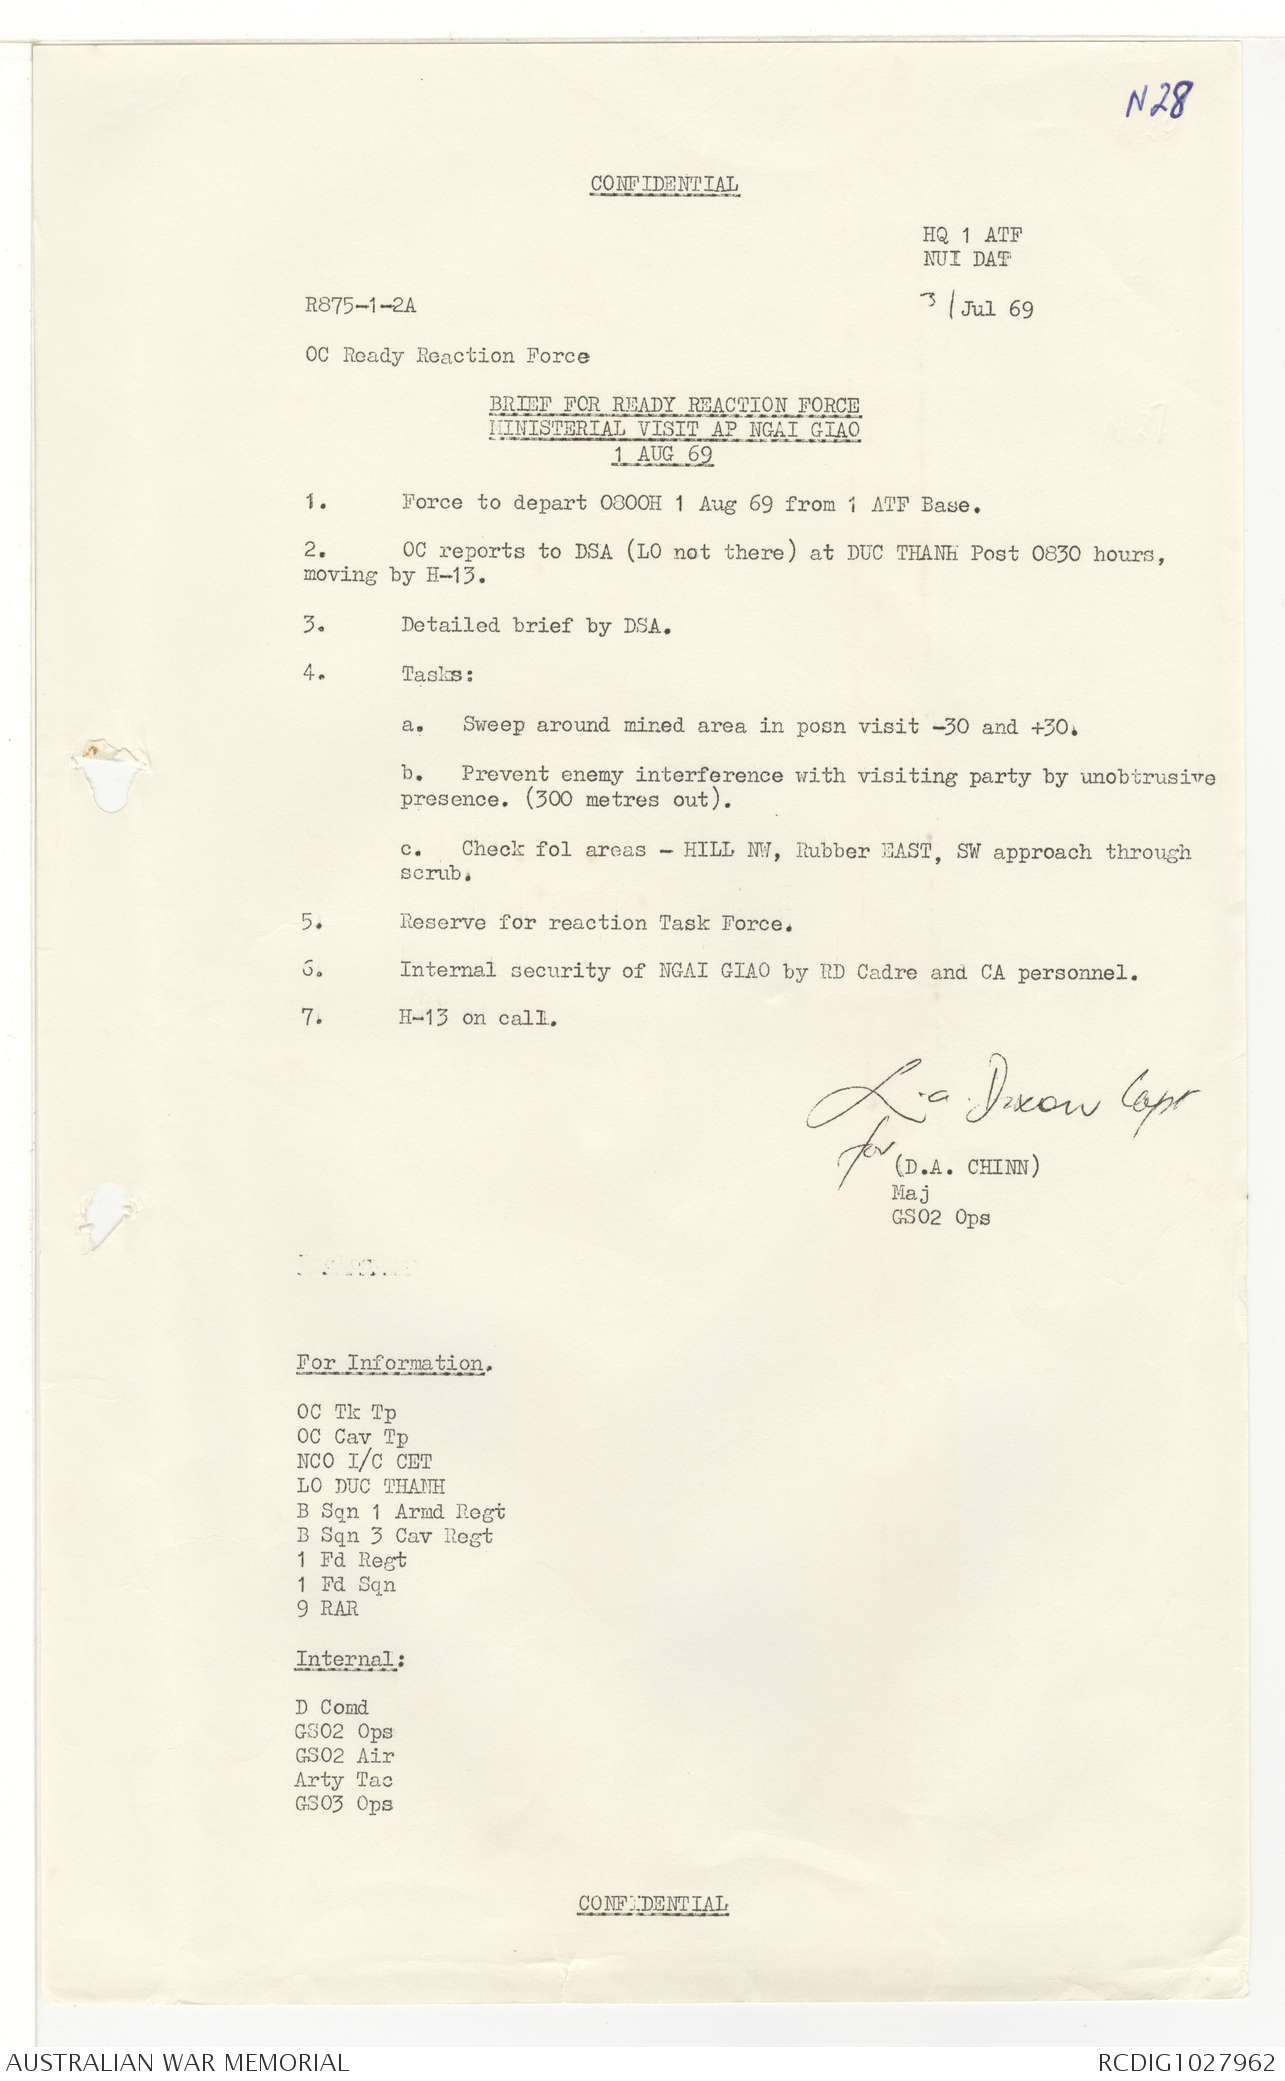 N28
CONFIDENTIAL
HQ 1 ATF
NUI DAT
R875-1-2A
31 Jul 69
OC Ready Reaction Force
BRIEF FOR READY REACTION FORCE
MINISTERIAL VISIT AP NGAI GIAO
1 AUG 69
1. Force to depart 0800H 1 Aug 69 from 1 ATF Base.
2. OC reports to DSA (LO not there) at DUC THANH Post 0830 hours,
moving by H-13.
3. Detailed brief by DSA.
4. Tasks:
a. Sweep around mined area in posn visit -30 and +30.
b. Prevent enemy interference with visiting party by unobtrusive
presence. (300 metres out).
c. Check fol areas - HILL NW, Rubber EAST, SW approach through
scrub.
5. Reserve for reaction Task Force.
6. Internal security of NGAI GIAO by RD Cadre and CA personnel.
7. H-13 on call.
Dixon Capt
for
(D.A. CHINN)
Maj
GSO2 Ops
For Information.
OC Tk Tp
OC Cav Tp
NCO I/C CET
LO DUC THANH
B Sqn 1 Armd Regt
B Sqn 3 Cav Regt
1 Fd Regt
1 Fd Sqn
9 RAR
Internal:
D Comd
GSO2 Ops
GSO2 Air
Arty Tac
GSO3 Ops
CONFIDENTIAL
AUSTRALIAN WAR MEMORIAL
RCDIG1027962